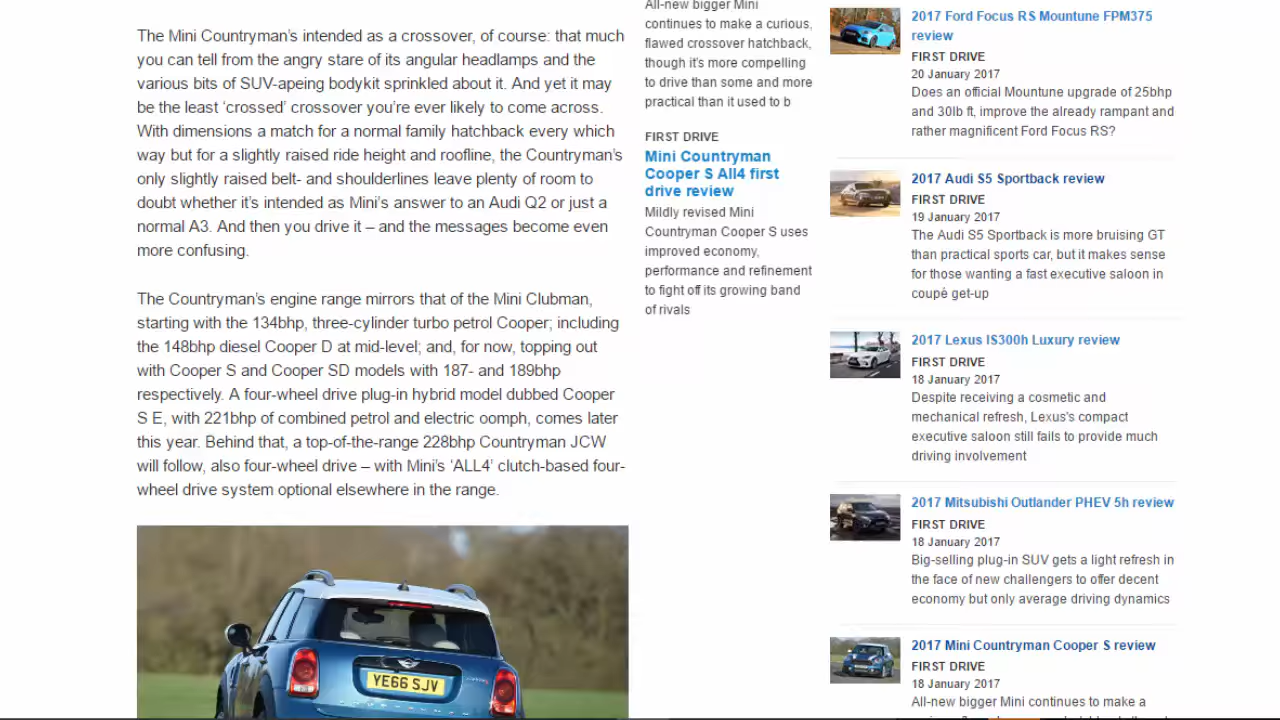 The Mini Countryman's intended as a crossover, of course: that much
you can tell from the angry stare of its angular headlamps and the
various bits of SUV-apeing bodykit sprinkled about it. And yet it may
be the least ‘crossed’ crossover you're ever likely to come across.
With dimensions a match for a normal family hatchback every which
way but for a slightly raised ride height and roofline, the Countryman's
only slightly raised belt- and shoulderlines leave plenty of room to
doubt whether it's intended as Mini's answer to an Audi Q2 or just a
normal A3. And then you drive it – and the messages become even
more confusing.
The Countryman's engine range mirrors that of the Mini Clubman,
starting with the 134bhp, three-cylinder turbo petrol Cooper; including
the 148bhp diesel Cooper D at mid-level; and, for now, topping out
with Cooper S and Cooper SD models with 187- and 189bhp
respectively. A four-wheel drive plug-in hybrid model dubbed Cooper
S E, with 221bhp of combined petrol and electric oomph, comes later
this year. Behind that, a top-of-the-range 228bhp Countryman JCW
will follow, also four-wheel drive – with Mini's ‘ALL4’ clutch-based four-
wheel drive system optional elsewhere in the range.
YE66 SJV
All-new bigger Mini
continues to make a curious,
flawed crossover hatchback,
though it's more compelling
to drive than some and more
practical than it used to b
FIRST DRIVE
Mini Countryman
Cooper S All4 first
drive review
Mildly revised Mini
Countryman Cooper S uses
improved economy,
performance and refinement
to fight off its growing band
of rivals
2017 Ford Focus RS Mountune FPM375
review
FIRST DRIVE
20 January 2017
Does an official Mountune upgrade of 25bhp
and 30lb ft, improve the already rampant and
rather magnificent Ford Focus RS?
2017 Audi S5 Sportback review
FIRST DRIVE
19 January 2017
The Audi S5 Sportback is more bruising GT
than practical sports car, but it makes sense
for those wanting a fast executive saloon in
coupé get-up
2017 Lexus IS300h Luxury review
FIRST DRIVE
18 January 2017
Despite receiving a cosmetic and
mechanical refresh, Lexus's compact
executive saloon still fails to provide much
driving involvement
2017 Mitsubishi Outlander PHEV 5h review
FIRST DRIVE
18 January 2017
Big-selling plug-in SUV gets a light refresh in
the face of new challengers to offer decent
economy but only average driving dynamics
2017 Mini Countryman Cooper S review
FIRST DRIVE
18 January 2017
All-new bigger Mini continues to make a